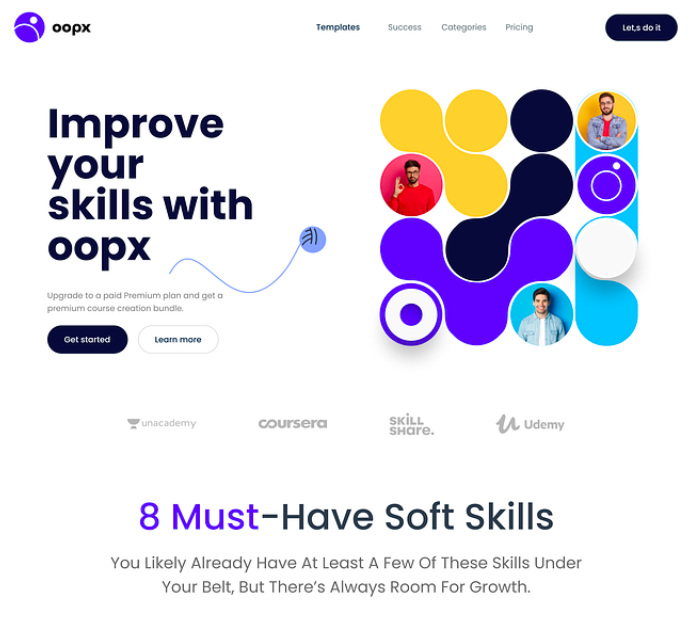 oopx
Templates
Success
Categories
Pricing
Let,s do it
Improve
your
skills with
oopx
Upgrade to a paid Premium plan and get a
premium course creation bundle.
Get started
Learn more
unacademy
coursera
SKILL
SHARE.
Udemy
8 Must-Have Soft Skills
You Likely Already Have At Least A Few Of These Skills Under
Your Belt, But There’s Always Room For Growth.